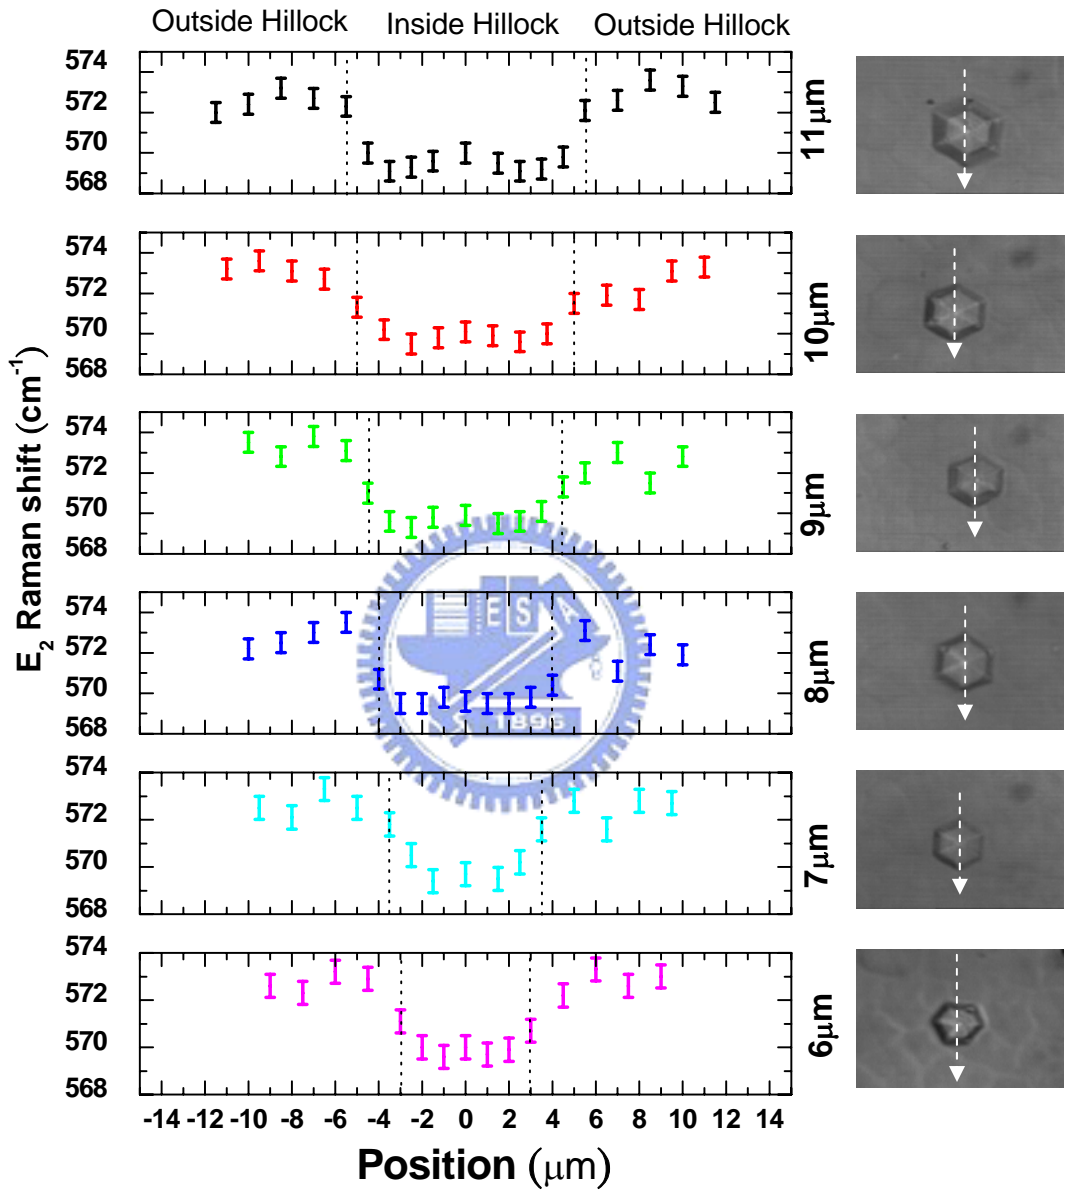 Outside Hillock Inside Hillock Outside Hillock
E₂ Raman shift (cm⁻¹)
574
572
570
568
11μm
574
572
570
568
10μm
574
572
570
568
9μm
574
572
570
568
8μm
574
572
570
568
7μm
574
572
570
568
6μm
E S A
1896
-14 -12 -10 -8 -6 -4 -2 0 2 4 6 8 10 12 14
Position (μm)